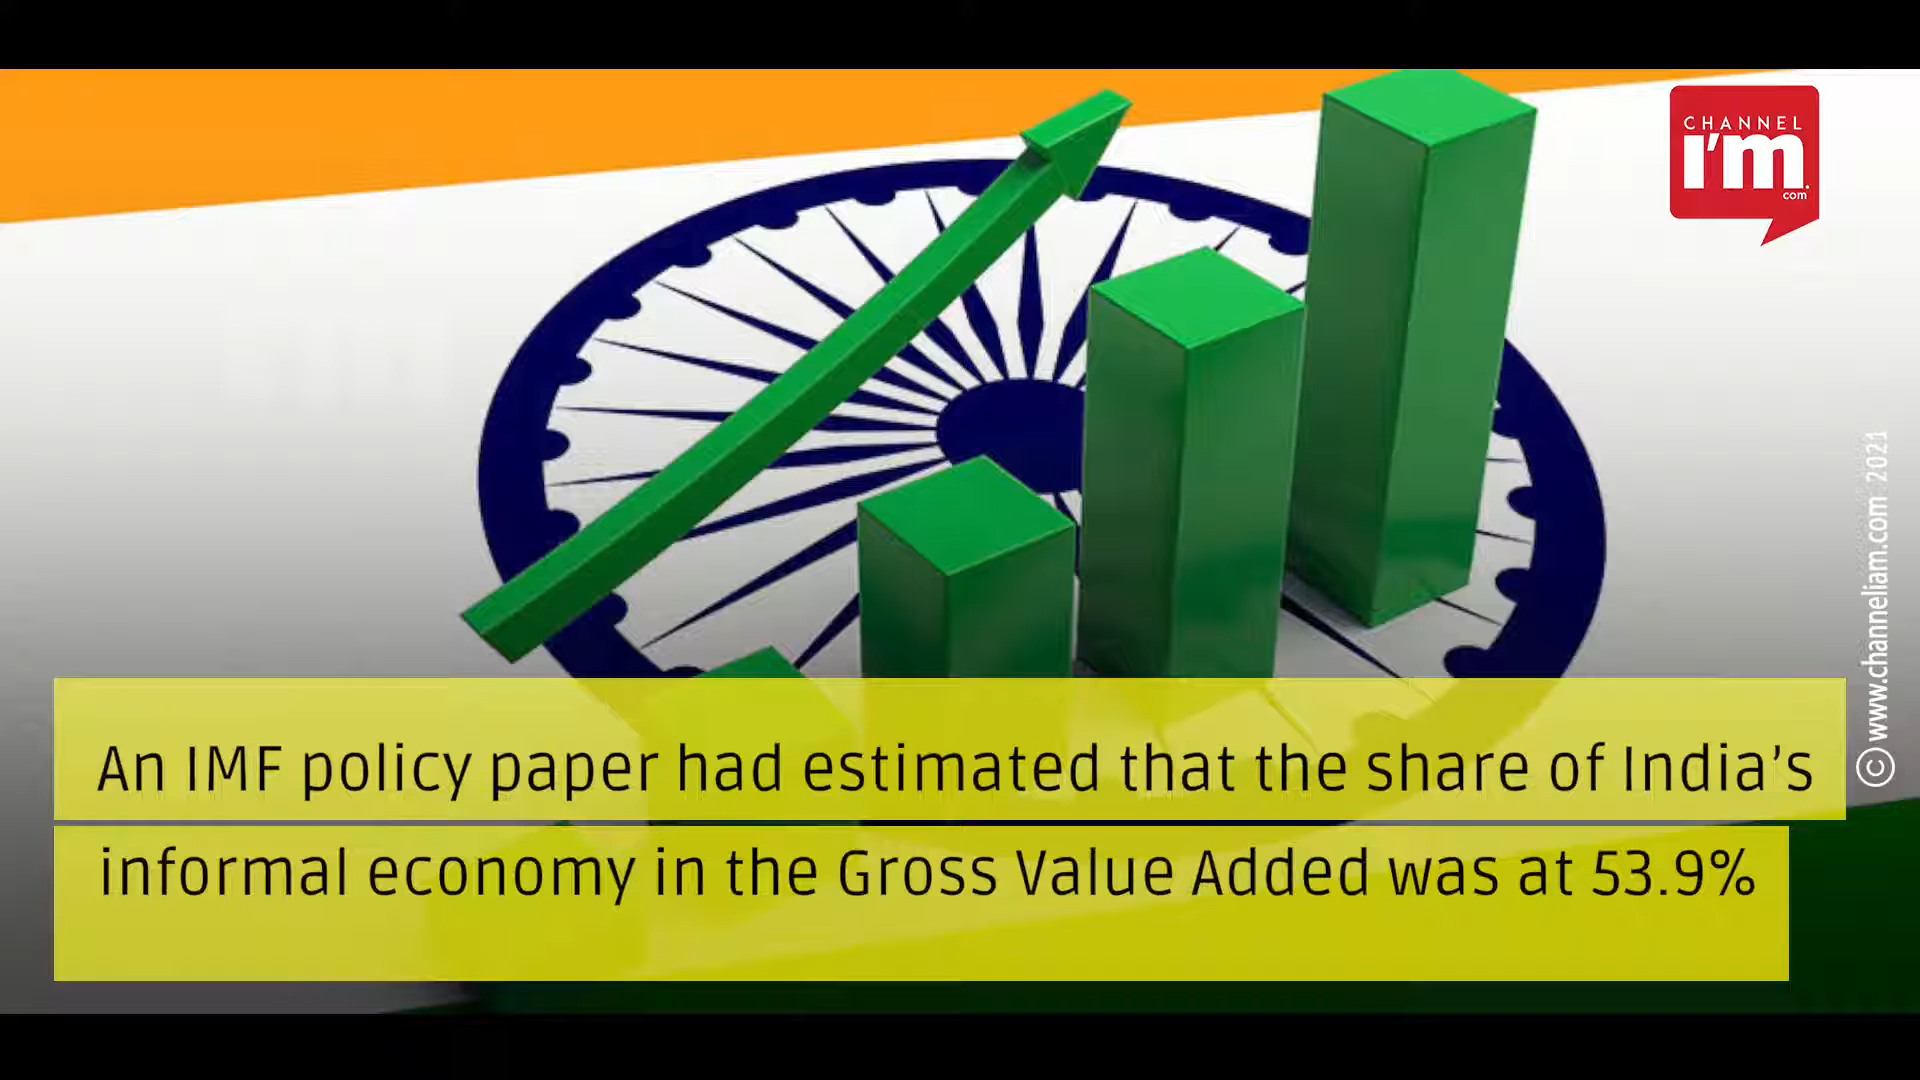 CHANNEL
I'm
.com
An IMF policy paper had estimated that the share of India's
informal economy in the Gross Value Added was at 53.9%
© www.channeliam.com 2021